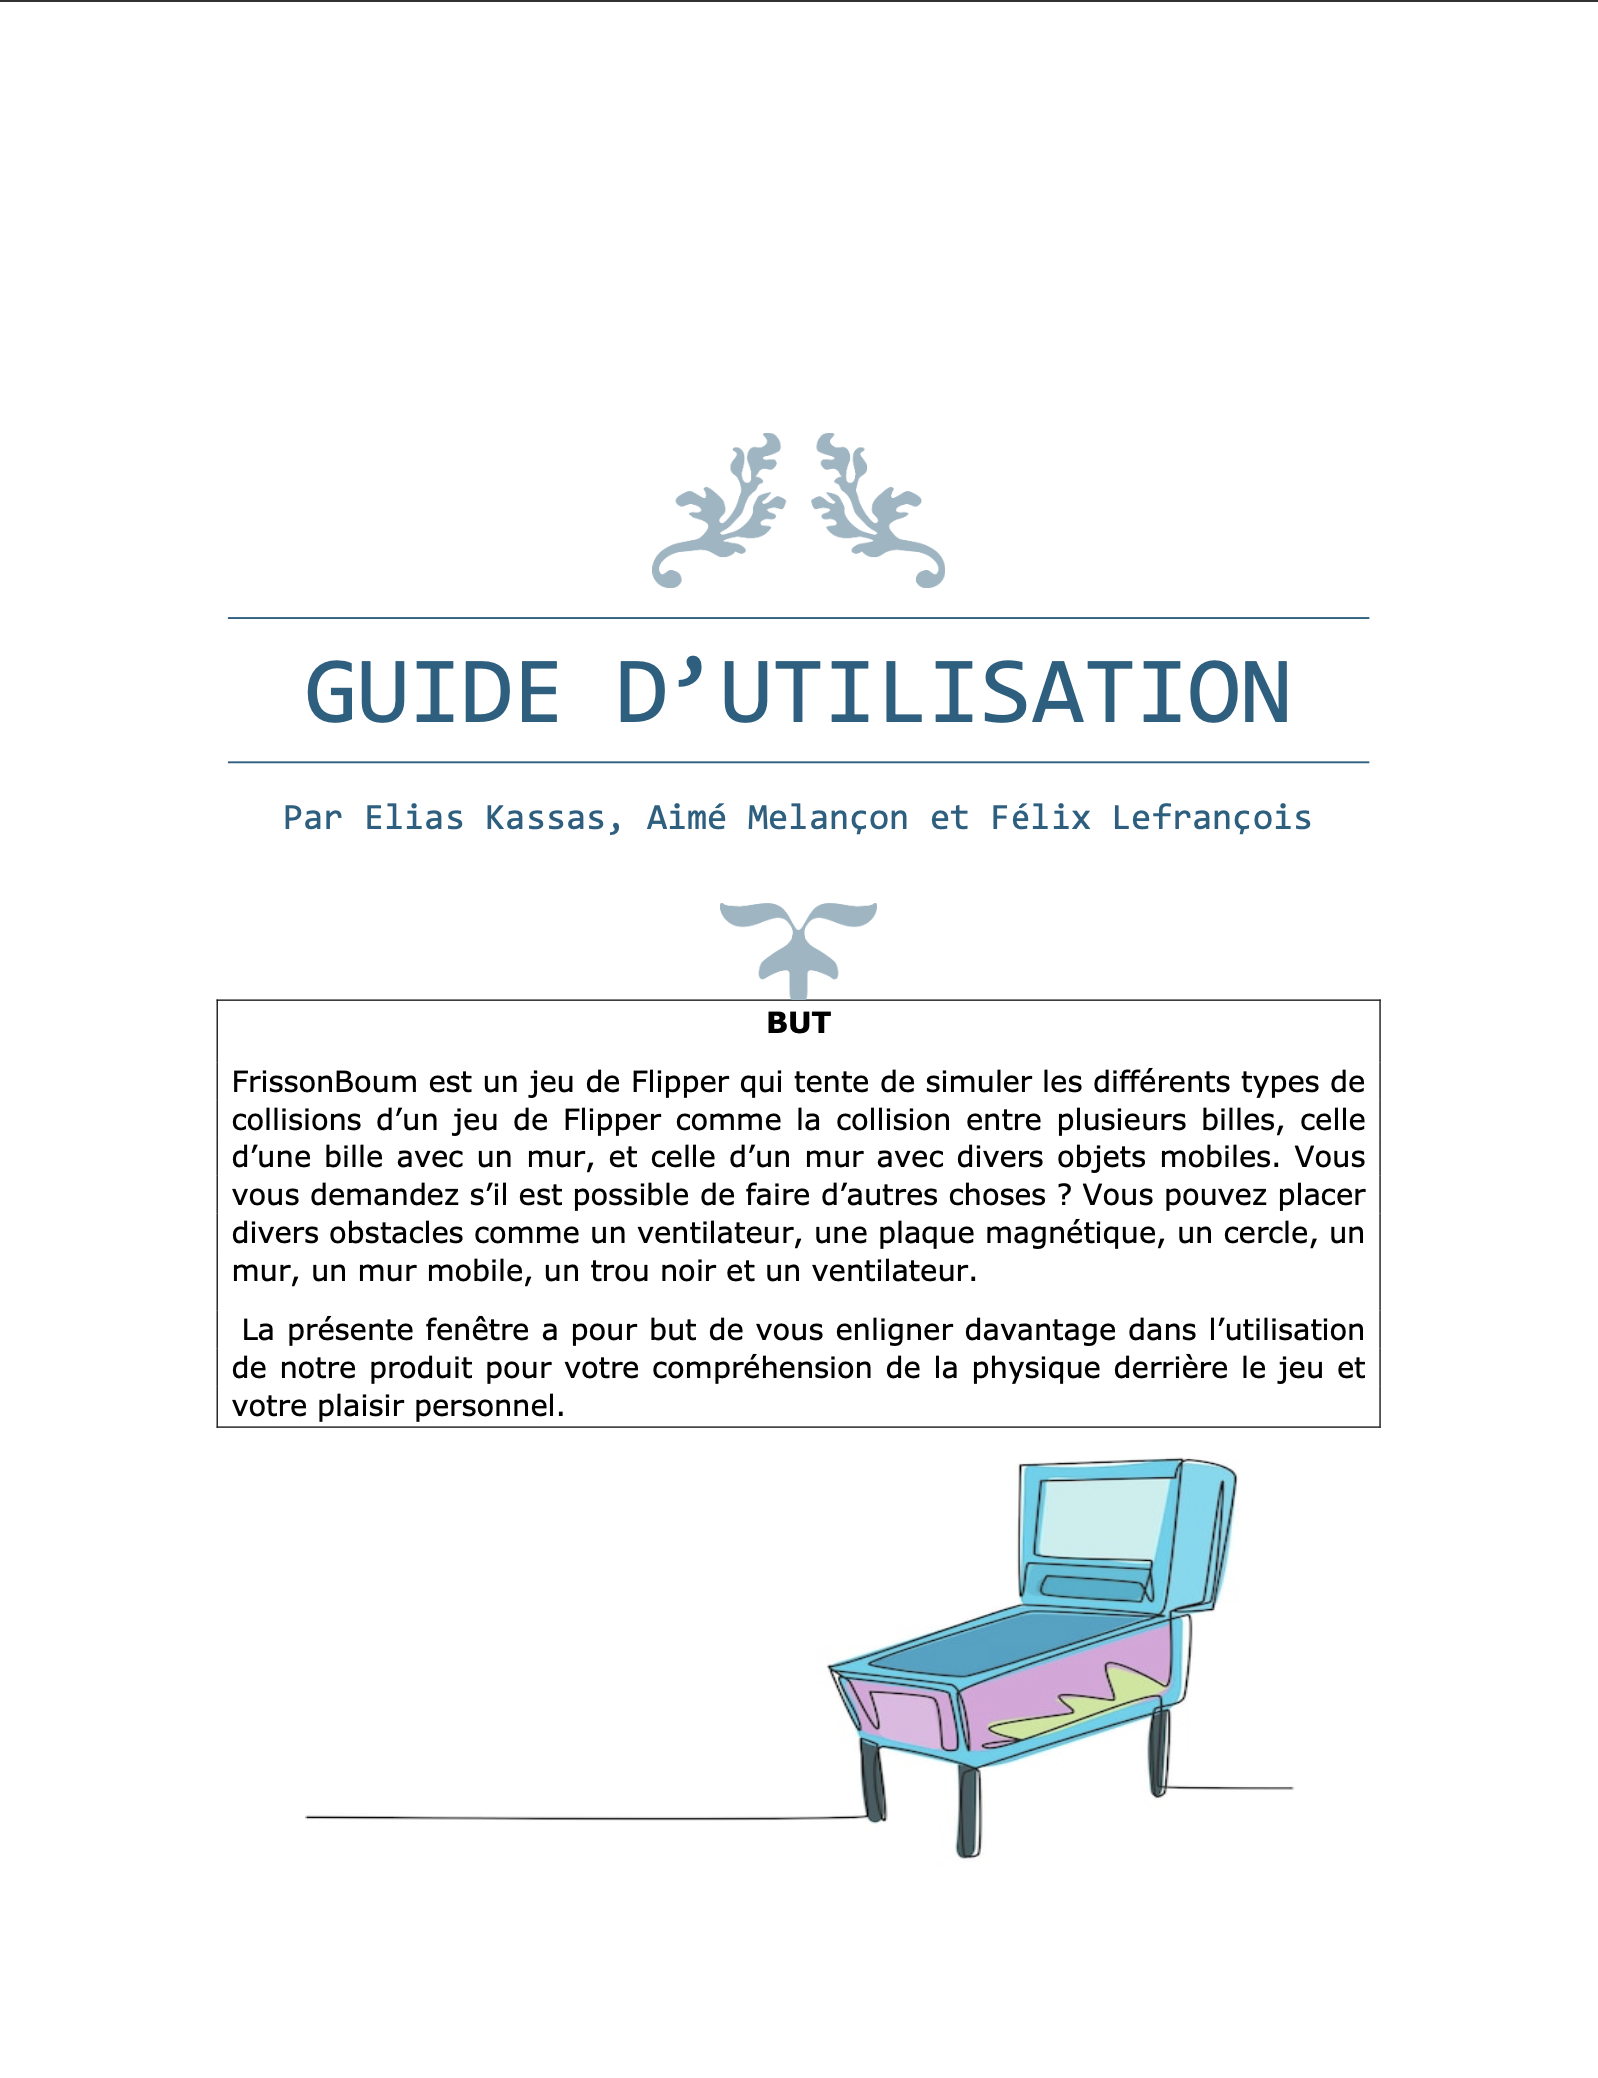 GUIDE D’UTILISATION
Par Elias Kassas, Aimé Melançon et Félix Lefrançois
BUT
FrissonBoum est un jeu de Flipper qui tente de simuler les différents types de
collisions d’un jeu de Flipper comme la collision entre plusieurs billes, celle
d’une bille avec un mur, et celle d’un mur avec divers objets mobiles. Vous
vous demandez s’il est possible de faire d’autres choses ? Vous pouvez placer
divers obstacles comme un ventilateur, une plaque magnétique, un cercle, un
mur, un mur mobile, un trou noir et un ventilateur.
La présente fenêtre a pour but de vous enligner davantage dans l’utilisation
de notre produit pour votre compréhension de la physique derrière le jeu et
votre plaisir personnel.